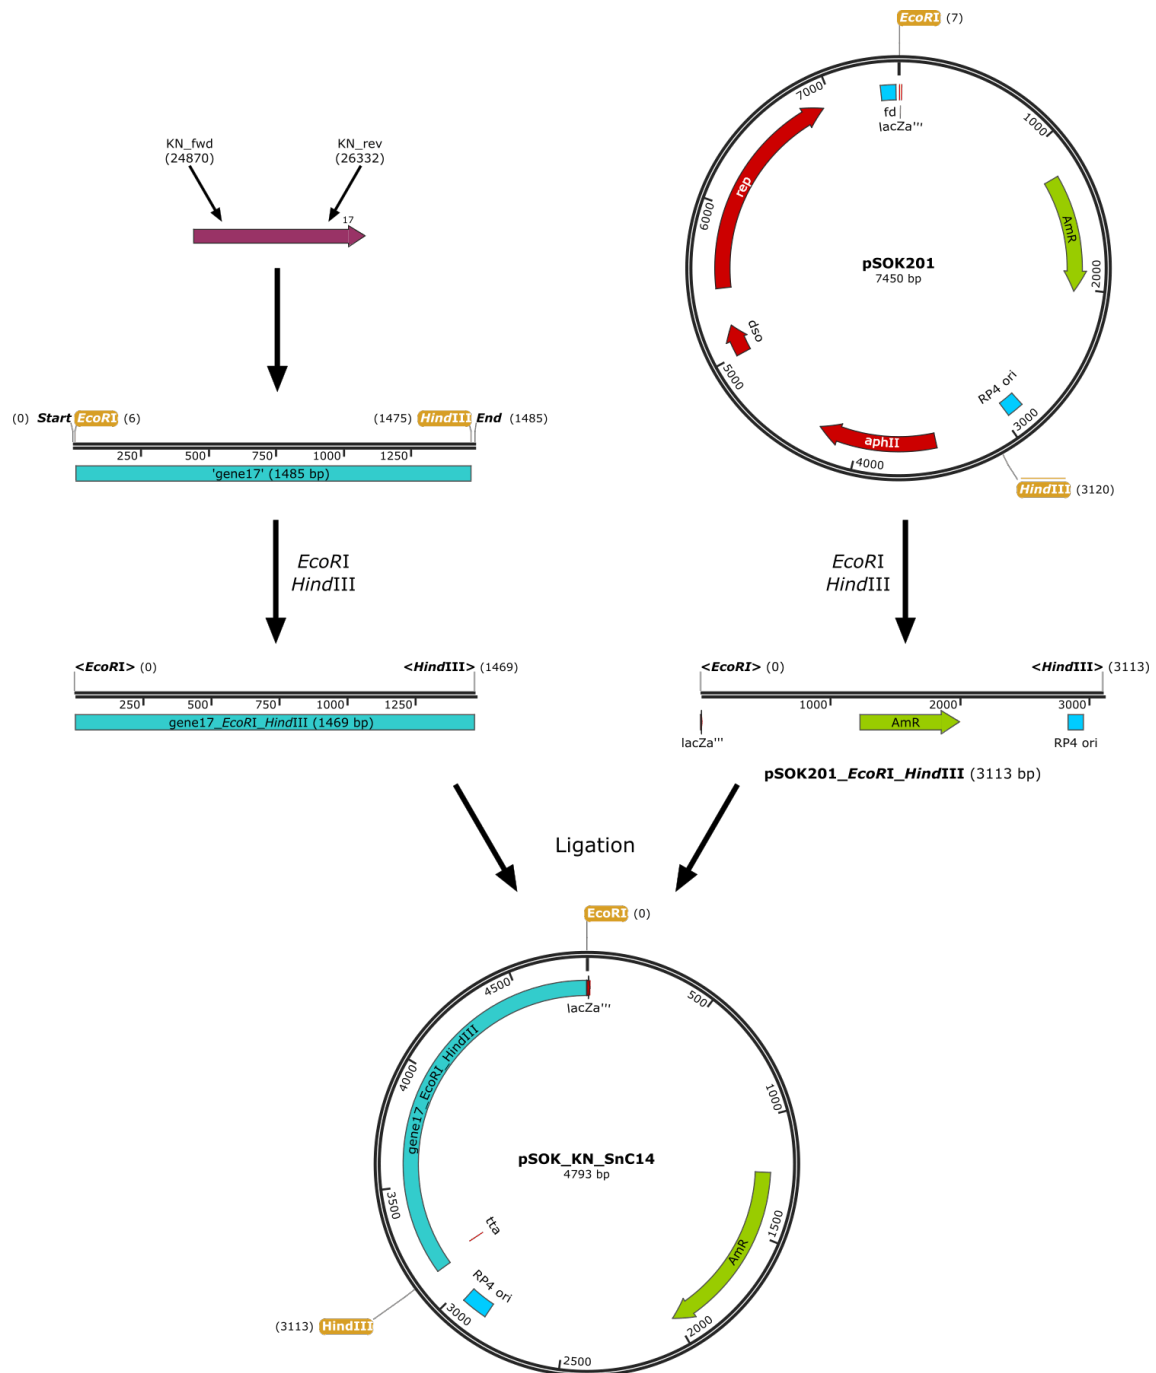 EcoRI (7)
7000
fd
lacZa'''
1000
KN_fwd
(24870)
KN_rev
(26332)
17
rep
AmR
6000
pSOK201
7450 bp
2000
dso
5000
RP4 ori
3000
aphII
4000
HindIII (3120)
(0) Start EcoRI (6)
(1475) HindIII End (1485)
250 500 750 1000 1250
'gene17' (1485 bp)
EcoRI
HindIII
EcoRI
HindIII
<EcoRI> (0)
<HindIII> (1469)
250 500 750 1000 1250
gene17_EcoRI_HindIII (1469 bp)
<EcoRI> (0)
<HindIII> (3113)
1000 2000 3000
AmR
lacZa'''
RP4 ori
pSOK201_EcoRI_HindIII (3113 bp)
Ligation
EcoRI (0)
4500
lacZa'''
500
4000
gene17_EcoRI_HindIII
1000
pSOK_KN_SnC14
4793 bp
3500
tta
1500
AmR
RP4 ori
3000
(3113) HindIII
2000
2500